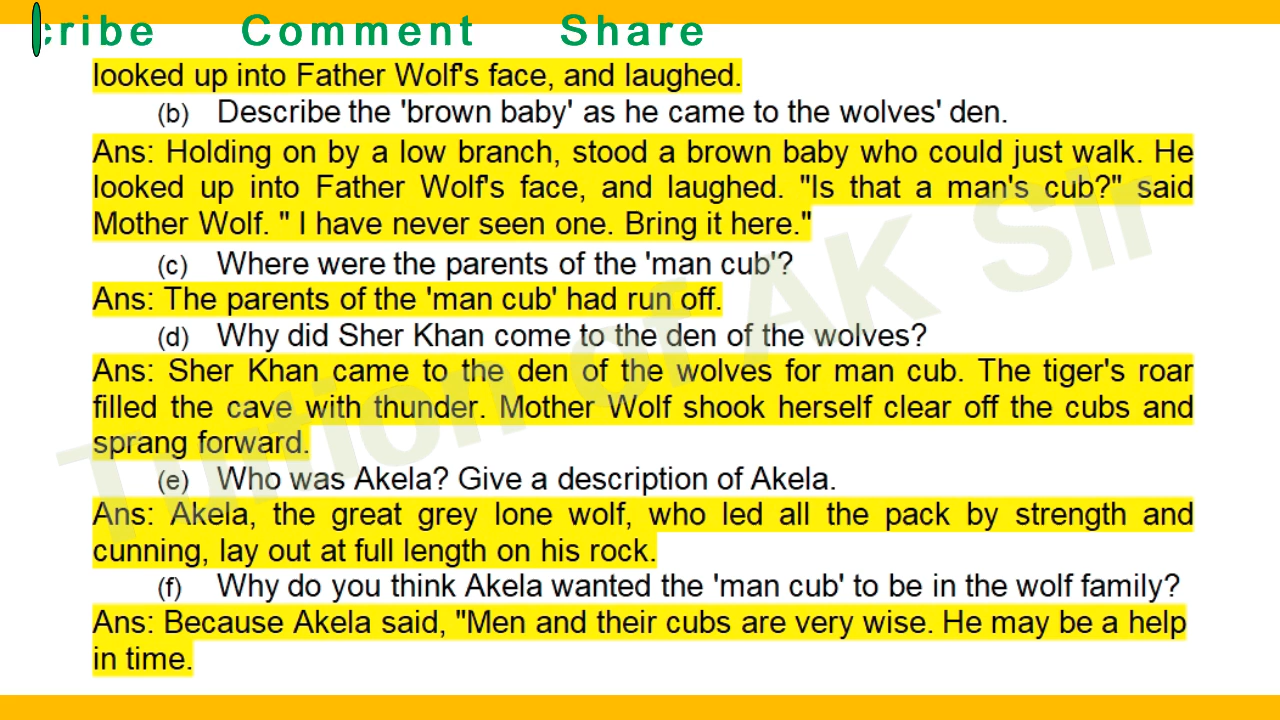 cribe Comment Share
looked up into Father Wolf's face, and laughed.
(b) Describe the 'brown baby' as he came to the wolves' den.
Ans: Holding on by a low branch, stood a brown baby who could just walk. He
looked up into Father Wolf's face, and laughed. "Is that a man's cub?" said
Mother Wolf. " I have never seen one. Bring it here."
(c) Where were the parents of the 'man cub'?
Ans: The parents of the 'man cub' had run off.
(d) Why did Sher Khan come to the den of the wolves?
Ans: Sher Khan came to the den of the wolves for man cub. The tiger's roar
filled the cave with thunder. Mother Wolf shook herself clear off the cubs and
sprang forward.
(e) Who was Akela? Give a description of Akela.
Ans: Akela, the great grey lone wolf, who led all the pack by strength and
cunning, lay out at full length on his rock.
(f) Why do you think Akela wanted the 'man cub' to be in the wolf family?
Ans: Because Akela said, "Men and their cubs are very wise. He may be a help
in time.
Tuition of AK Sir